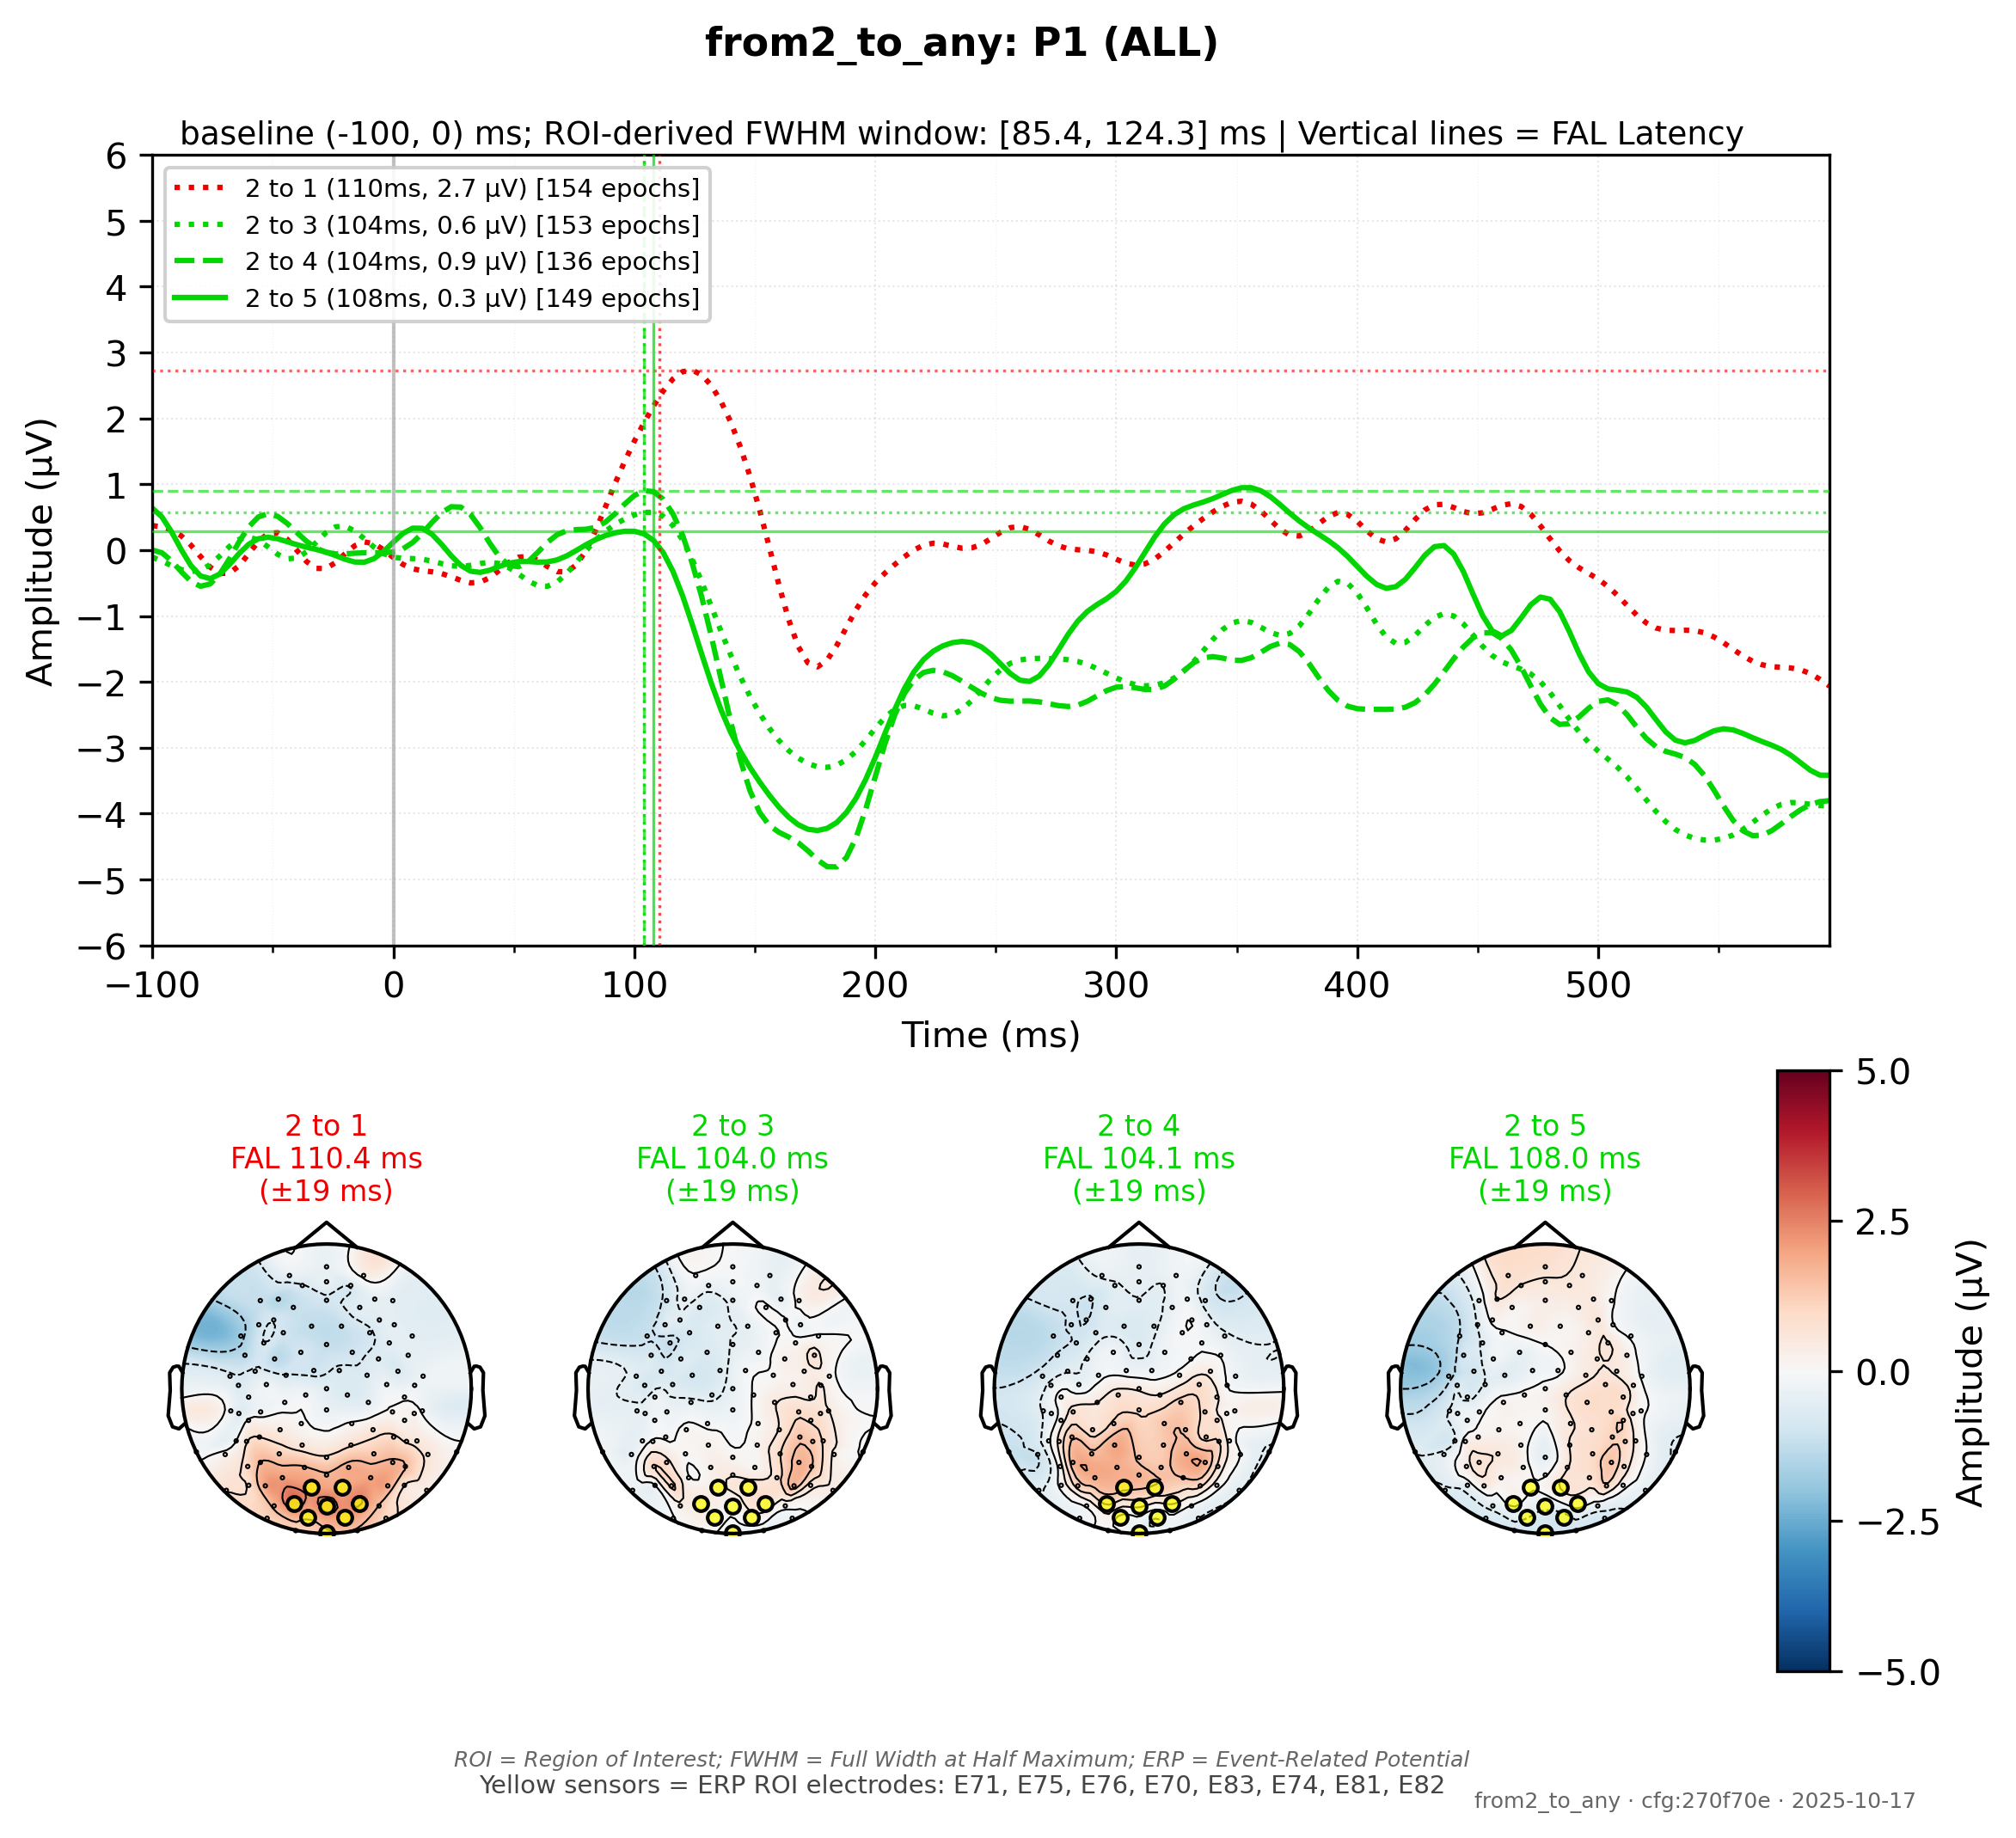 from2_to_any: P1 (ALL)
baseline (-100, 0) ms; ROI-derived FWHM window: [85.4, 124.3] ms | Vertical lines = FAL Latency
2 to 1 (110ms, 2.7 µV) [154 epochs]
2 to 3 (104ms, 0.6 µV) [153 epochs]
2 to 4 (104ms, 0.9 µV) [136 epochs]
2 to 5 (108ms, 0.3 µV) [149 epochs]
Amplitude (µV)
6
5
4
3
2
1
0
−1
−2
−3
−4
−5
−6
−100 0 100 200 300 400 500
Time (ms)
2 to 1
FAL 110.4 ms
(±19 ms)
2 to 3
FAL 104.0 ms
(±19 ms)
2 to 4
FAL 104.1 ms
(±19 ms)
2 to 5
FAL 108.0 ms
(±19 ms)
5.0
2.5
0.0
−2.5
−5.0
Amplitude (µV)
ROI = Region of Interest; FWHM = Full Width at Half Maximum; ERP = Event-Related Potential
Yellow sensors = ERP ROI electrodes: E71, E75, E76, E70, E83, E74, E81, E82
from2_to_any · cfg:270f70e · 2025-10-17